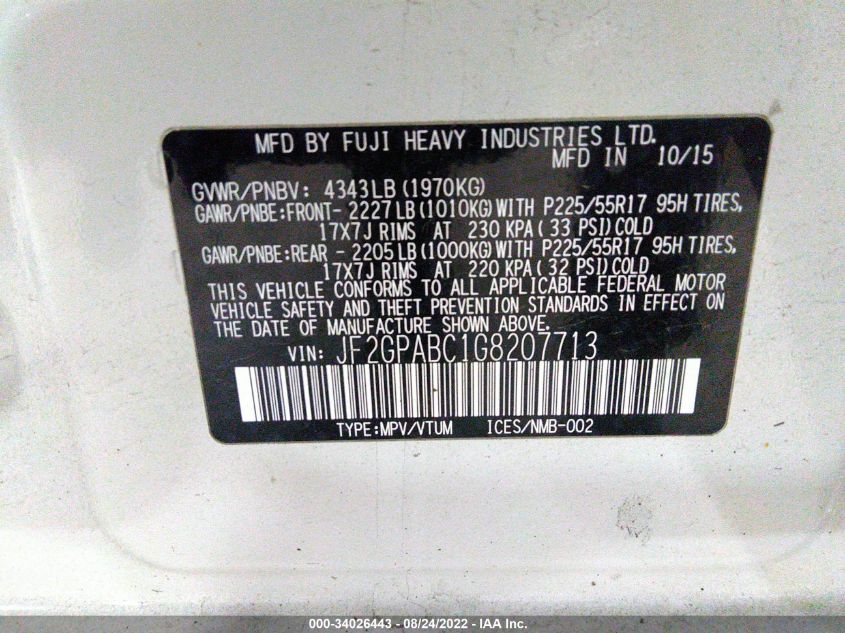 MFD BY FUJI HEAVY INDUSTRIES LTD.
MFD IN 10/15
GVWR/PNBV: 4343LB(1970KG)
GAWR/PNBE:FRONT- 2227LB(1010KG)WITH P225/55R17 95H TIRES,
17X7J RIMS AT 230 KPA(33 PSI)COLD
GAWR/PNBE:REAR - 2205LB(1000KG)WITH P225/55R17 95H TIRES,
17X7J RIMS AT 220 KPA(32 PSI)COLD
THIS VEHICLE CONFORMS TO ALL APPLICABLE FEDERAL MOTOR
VEHICLE SAFETY AND THEFT PREVENTION STANDARDS IN EFFECT ON
THE DATE OF MANUFACTURE SHOWN ABOVE.
VIN: JF2GPABC1G8207713
TYPE:MPV/VTUM ICES/NMB-002
000-34026443 - 08/24/2022 - IAA Inc.